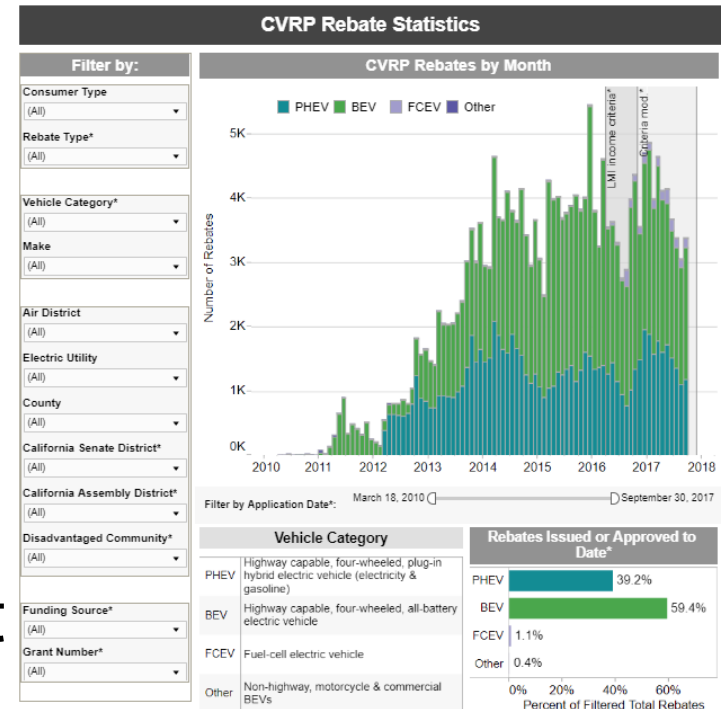 CVRP Rebate Statistics
Filter by:
Consumer Type
(All)
Rebate Type*
(All)
Vehicle Category*
(All)
Make
(All)
Air District
(All)
Electric Utility
(All)
County
(All)
California Senate District*
(All)
California Assembly District*
(All)
Disadvantaged Community*
(All)
Funding Source*
(All)
Grant Number*
(All)
CVRP Rebates by Month
PHEV BEV FCEV Other
LMI income criteria*
Criteria mod.*
Number of Rebates
5K
4K
3K
2K
1K
0K
2010 2011 2012 2013 2014 2015 2016 2017 2018
Filter by Application Date*: March 18, 2010 September 30, 2017
Vehicle Category
PHEV Highway capable, four-wheeled, plug-in
hybrid electric vehicle (electricity &
gasoline)
BEV Highway capable, four-wheeled, all-battery
electric vehicle
FCEV Fuel-cell electric vehicle
Other Non-highway, motorcycle & commercial
BEVs
Rebates Issued or Approved to
Date*
PHEV 39.2%
BEV 59.4%
FCEV 1.1%
Other 0.4%
0% 20% 40% 60%
Percent of Filtered Total Rebates